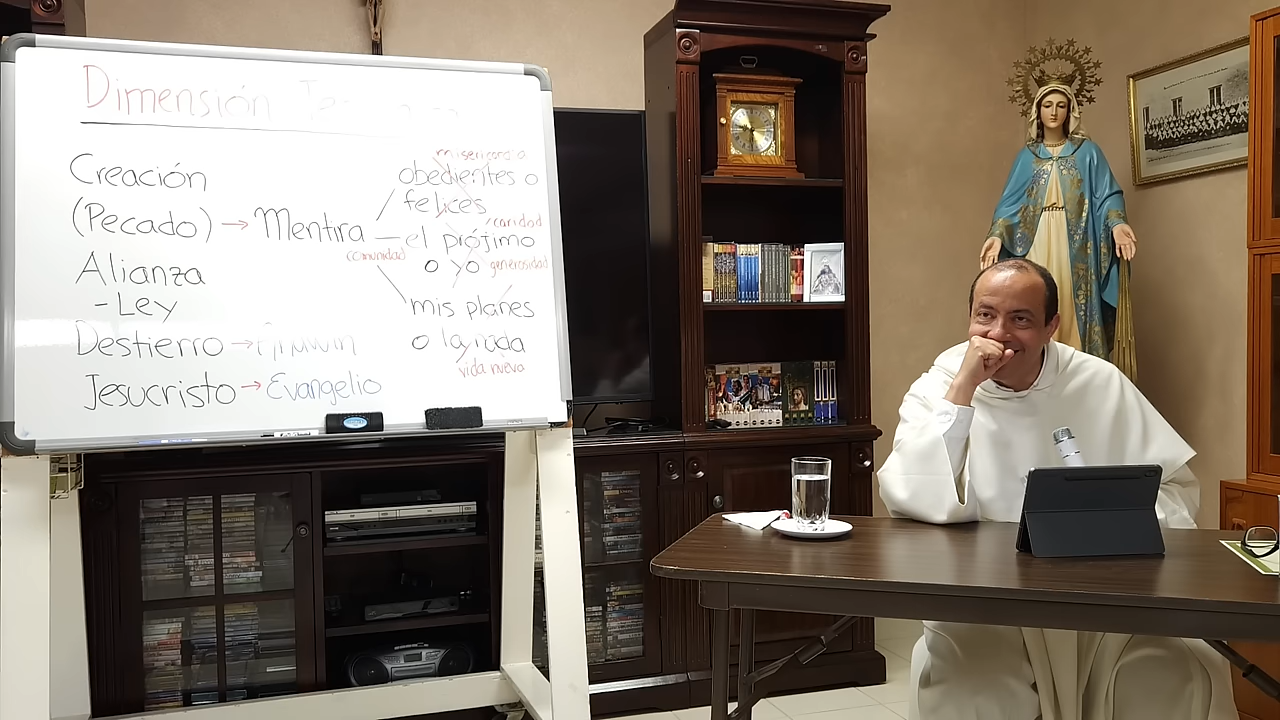 Dimensión
Creación
(Pecado) → Mentira
Alianza
- Ley
Destierro →
Jesucristo → Evangelio
misericordia
obedientes o
felices
caridad
el prójimo
comunidad
o yo generosidad
mis planes
o la nada
vida nueva